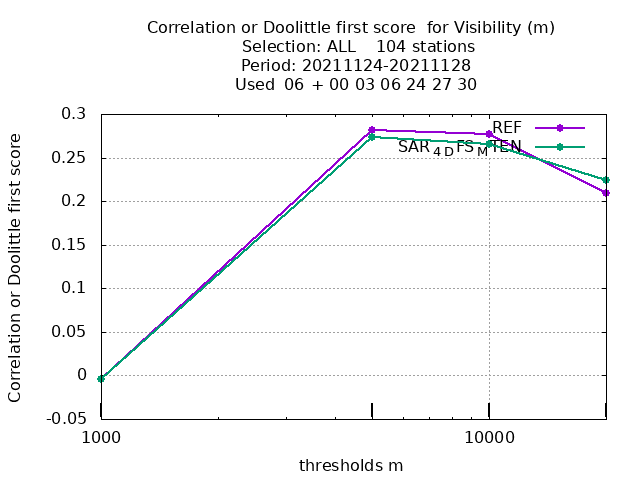 Correlation or Doolittle first score  for Visibility (m)
Selection: ALL    104 stations
Period: 20211124-20211128
Used  06 + 00 03 06 24 27 30
Correlation or Doolittle first score
0.3
0.25
0.2
0.15
0.1
0.05
0
-0.05
REF
SAR4DFSMTEN
1000
10000
thresholds m